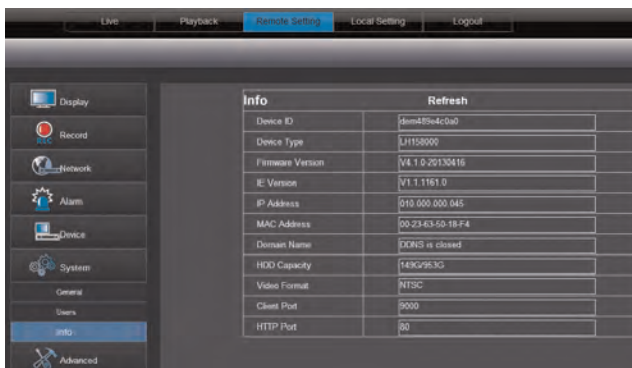 Live Playback Remote Setting Local Setting Logout
Display
Record
REC
Network
Alarm
Device
System
General
Users
Info
Advanced
Info Refresh
Device ID
Device Type LH158000
Firmware Version V4.1.0-20130416
IE Version V1.1.1161.0
IP Address 010.000.000.045
MAC Address 00-23-63-50-18-F4
Domain Name DDNS is closed
HDD Capacity 149G/953G
Video Format NTSC
Client Port 9000
HTTP Port 80